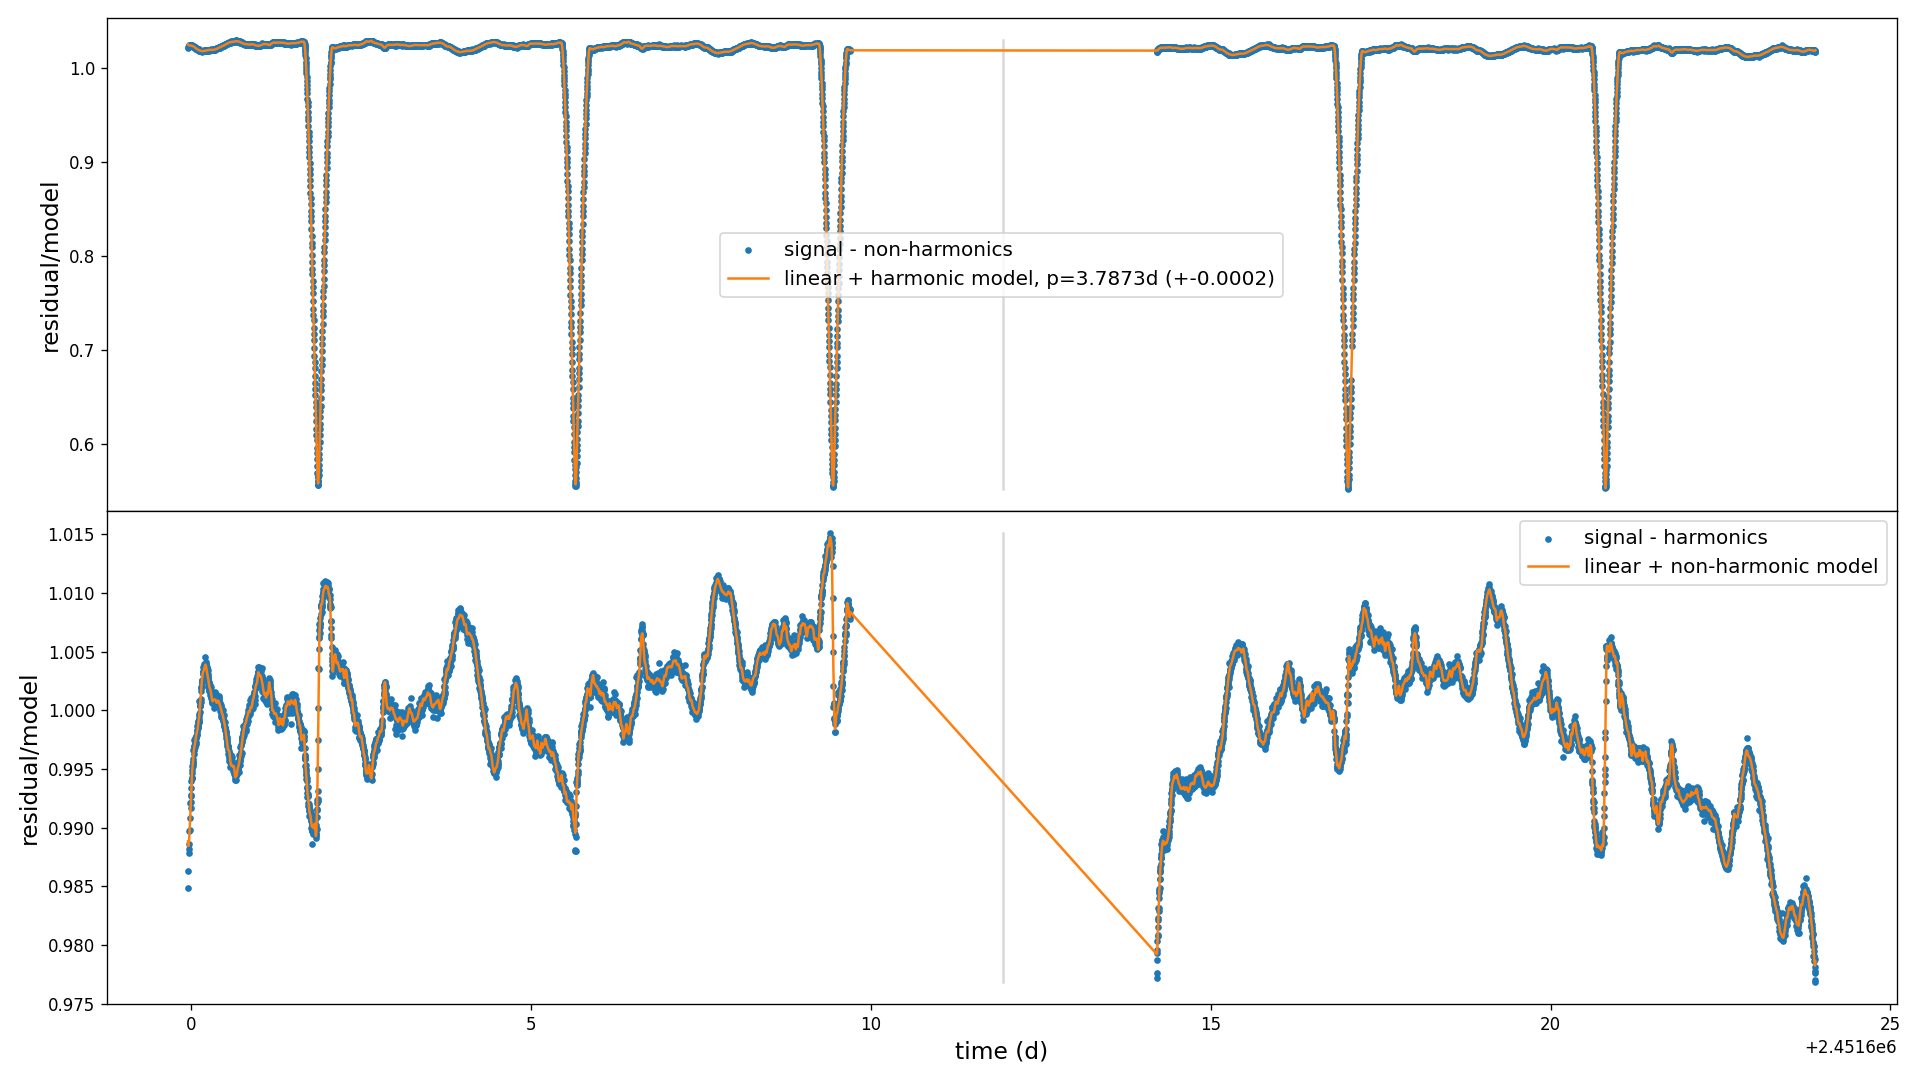 1.0
0.9
0.8
0.7
0.6
residual/model
signal - non-harmonics
linear + harmonic model, p=3.7873d (+-0.0002)
1.015
1.010
1.005
1.000
0.995
0.990
0.985
0.980
0.975
residual/model
signal - harmonics
linear + non-harmonic model
0 5 10 15 20 25
time (d)
+2.4516e6